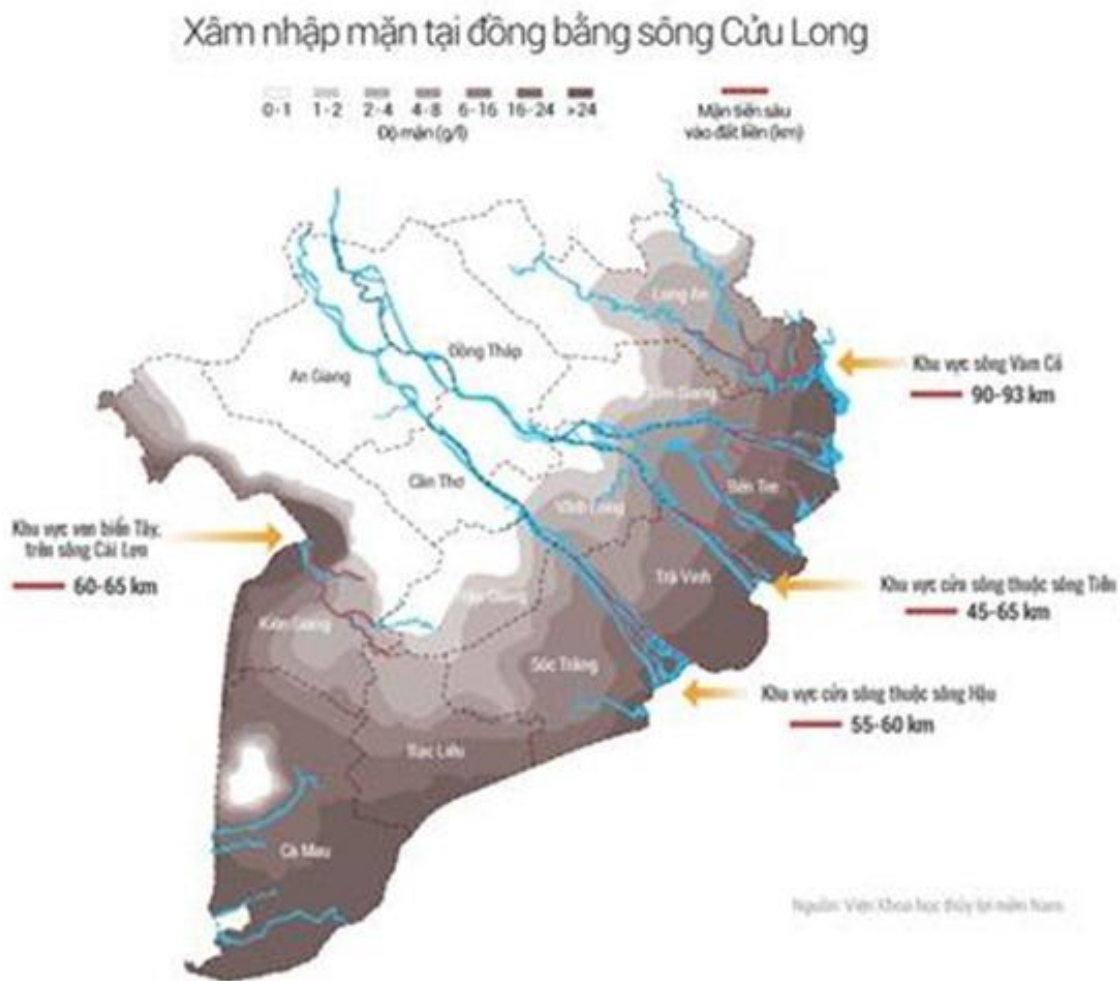 Xâm nhập mặn tại đồng bằng sông Cửu Long
0-1 1-2 2-4 4-8 6-16 16-24 >24
Độ mặn (g/l)
Mặn tiến sâu
vào đất liền (km)
Long An
Đồng Tháp
An Giang
Khu vực sông Vàm Cỏ
90-93 km
Tiền Giang
Cần Thơ
Bến Tre
Vĩnh Long
Khu vực ven biển Tây,
trên sông Cái Lớn
60-65 km
Trà Vinh
Khu vực cửa sông thuộc sông Tiền
45-65 km
Hậu Giang
Kiên Giang
Sóc Trăng
Khu vực cửa sông thuộc sông Hậu
55-60 km
Bạc Liêu
Cà Mau
Nguồn: Viện Khoa học thủy lợi miền Nam